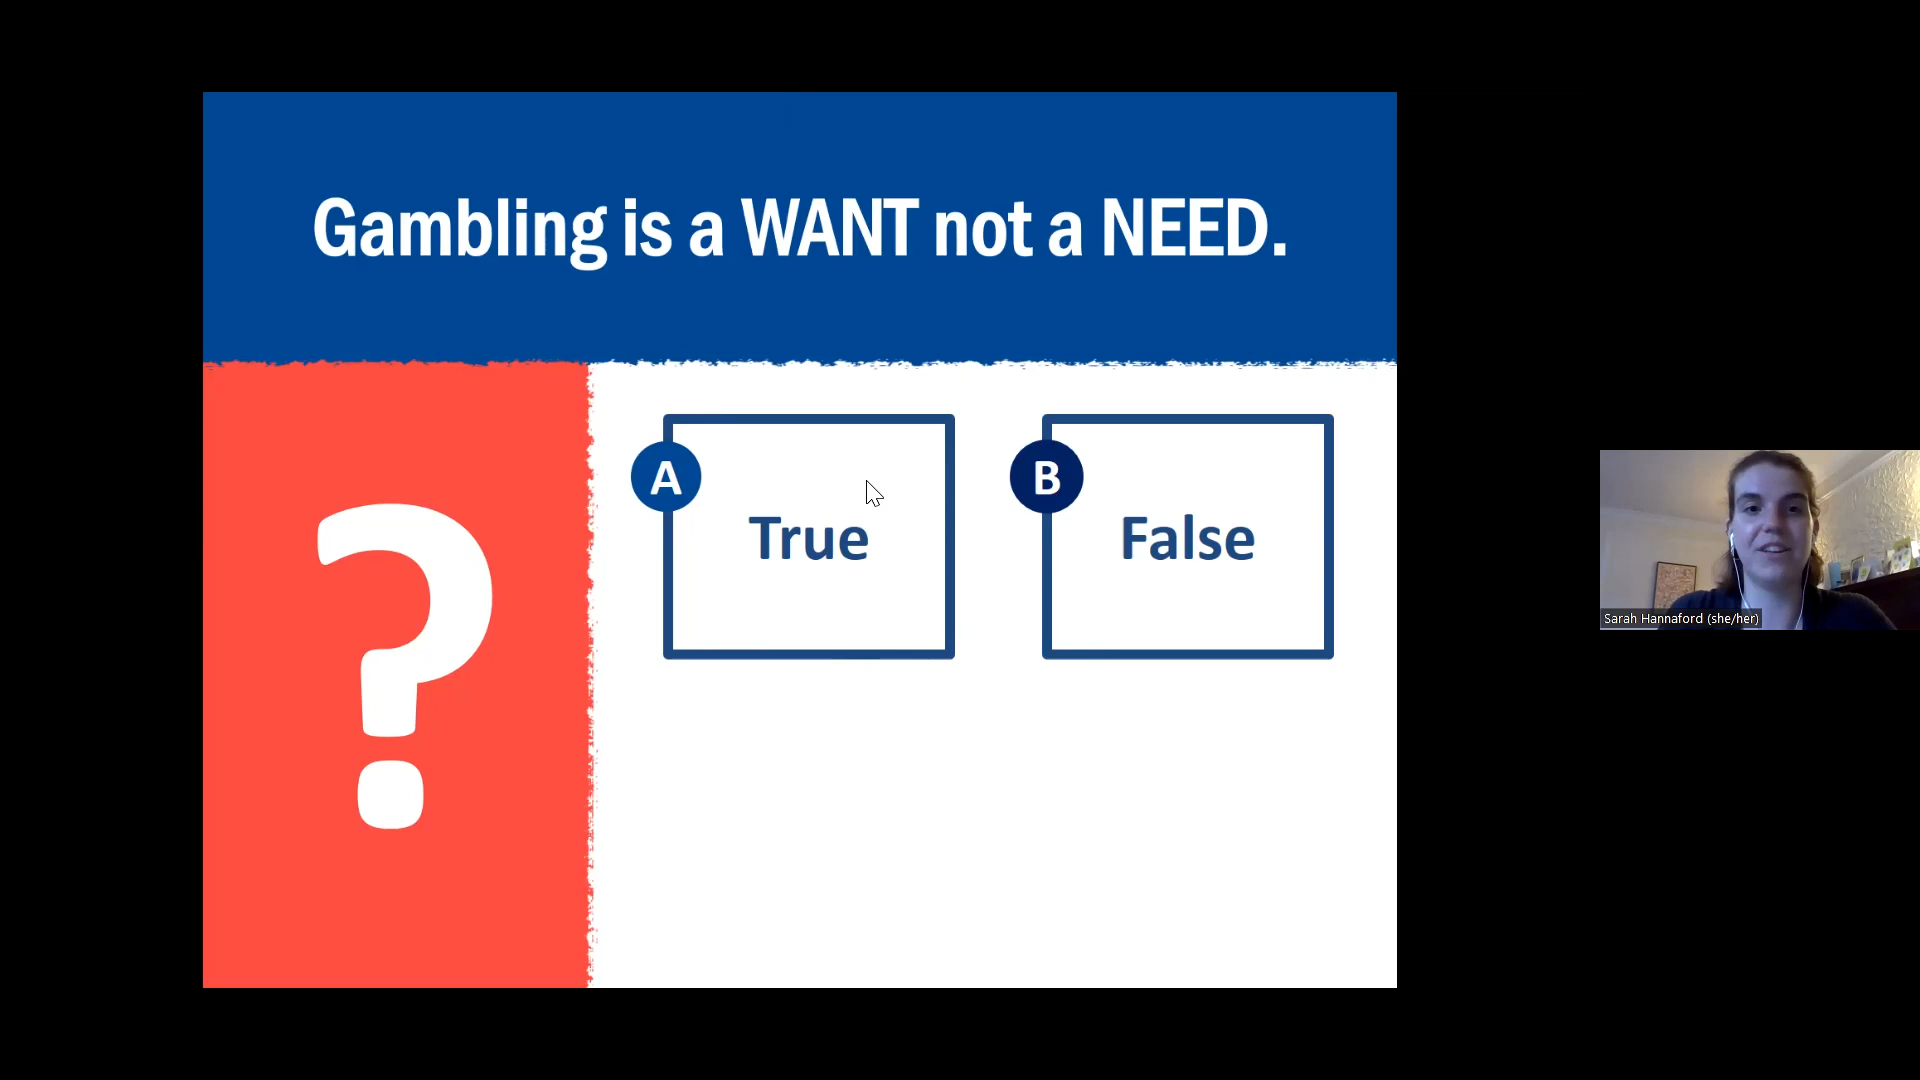 Gambling is a WANT not a NEED.
?
A
True
B
False
Sarah Hannaford (she/her)